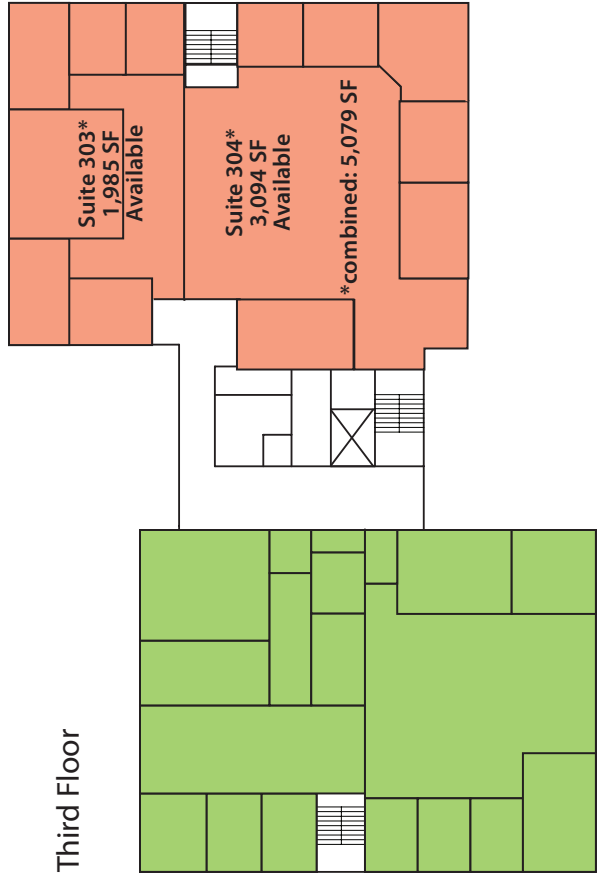 Third Floor
Suite 303*
1,985 SF
Available
Suite 304*
3,094 SF
Available
*combined: 5,079 SF